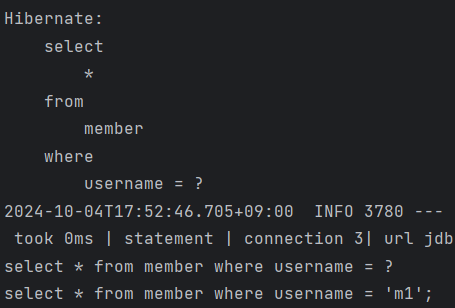 Hibernate:
select
*
from
member
where
username = ?
2024-10-04T17:52:46.705+09:00  INFO 3780 ---
took 0ms | statement | connection 3| url jdb
select * from member where username = ?
select * from member where username = 'm1';